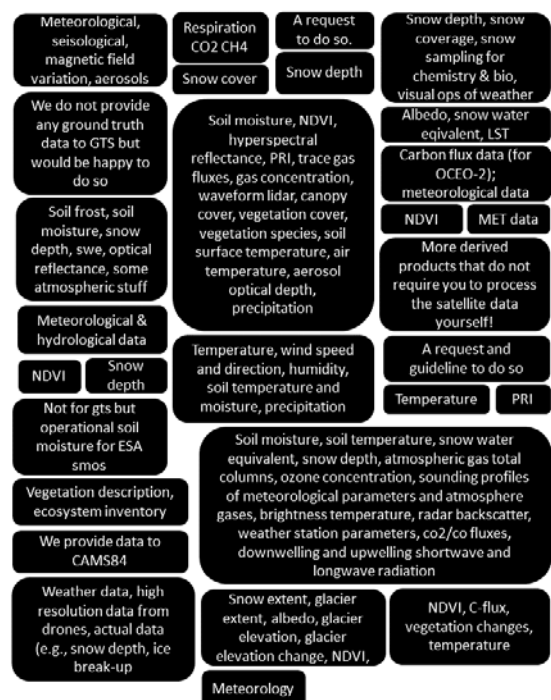 Meteorological,
seisological,
magnetic field
variation, aerosols
Respiration
CO2 CH4
A request
to do so.
Snow depth, snow
coverage, snow
sampling for
chemistry & bio,
visual ops of weather
Snow cover
Snow depth
We do not provide
any ground truth
data to GTS but
would be happy to
do so
Soil moisture, NDVI,
hyperspectral
reflectance, PRI, trace gas
fluxes, gas concentration,
waveform lidar, canopy
cover, vegetation cover,
vegetation species, soil
surface temperature, air
temperature, aerosol
optical depth,
precipitation
Albedo, snow water
eqivalent, LST
Carbon flux data (for
OCEO-2);
meteorological data
NDVI
MET data
Soil frost, soil
moisture, snow
depth, swe, optical
reflectance, some
atmospheric stuff
More derived
products that do not
require you to process
the satellite data
yourself!
Meteorological &
hydrological data
Temperature, wind speed
and direction, humidity,
soil temperature and
moisture, precipitation
A request and
guideline to do so
NDVI
Snow
depth
Temperature
PRI
Not for gts but
operational soil
moisture for ESA
smos
Soil moisture, soil temperature, snow water
equivalent, snow depth, atmospheric gas total
columns, ozone concentration, sounding profiles
of meteorological parameters and atmosphere
gases, brightness temperature, radar backscatter,
weather station parameters, co2/co fluxes,
downwelling and upwelling shortwave and
longwave radiation
Vegetation description,
ecosystem inventory
We provide data to
CAMS84
Weather data, high
resolution data from
drones, actual data
(e.g., snow depth, ice
break-up
Snow extent, glacier
extent, albedo, glacier
elevation, glacier
elevation change, NDVI,
NDVI, C-flux,
vegetation changes,
temperature
Meteorology